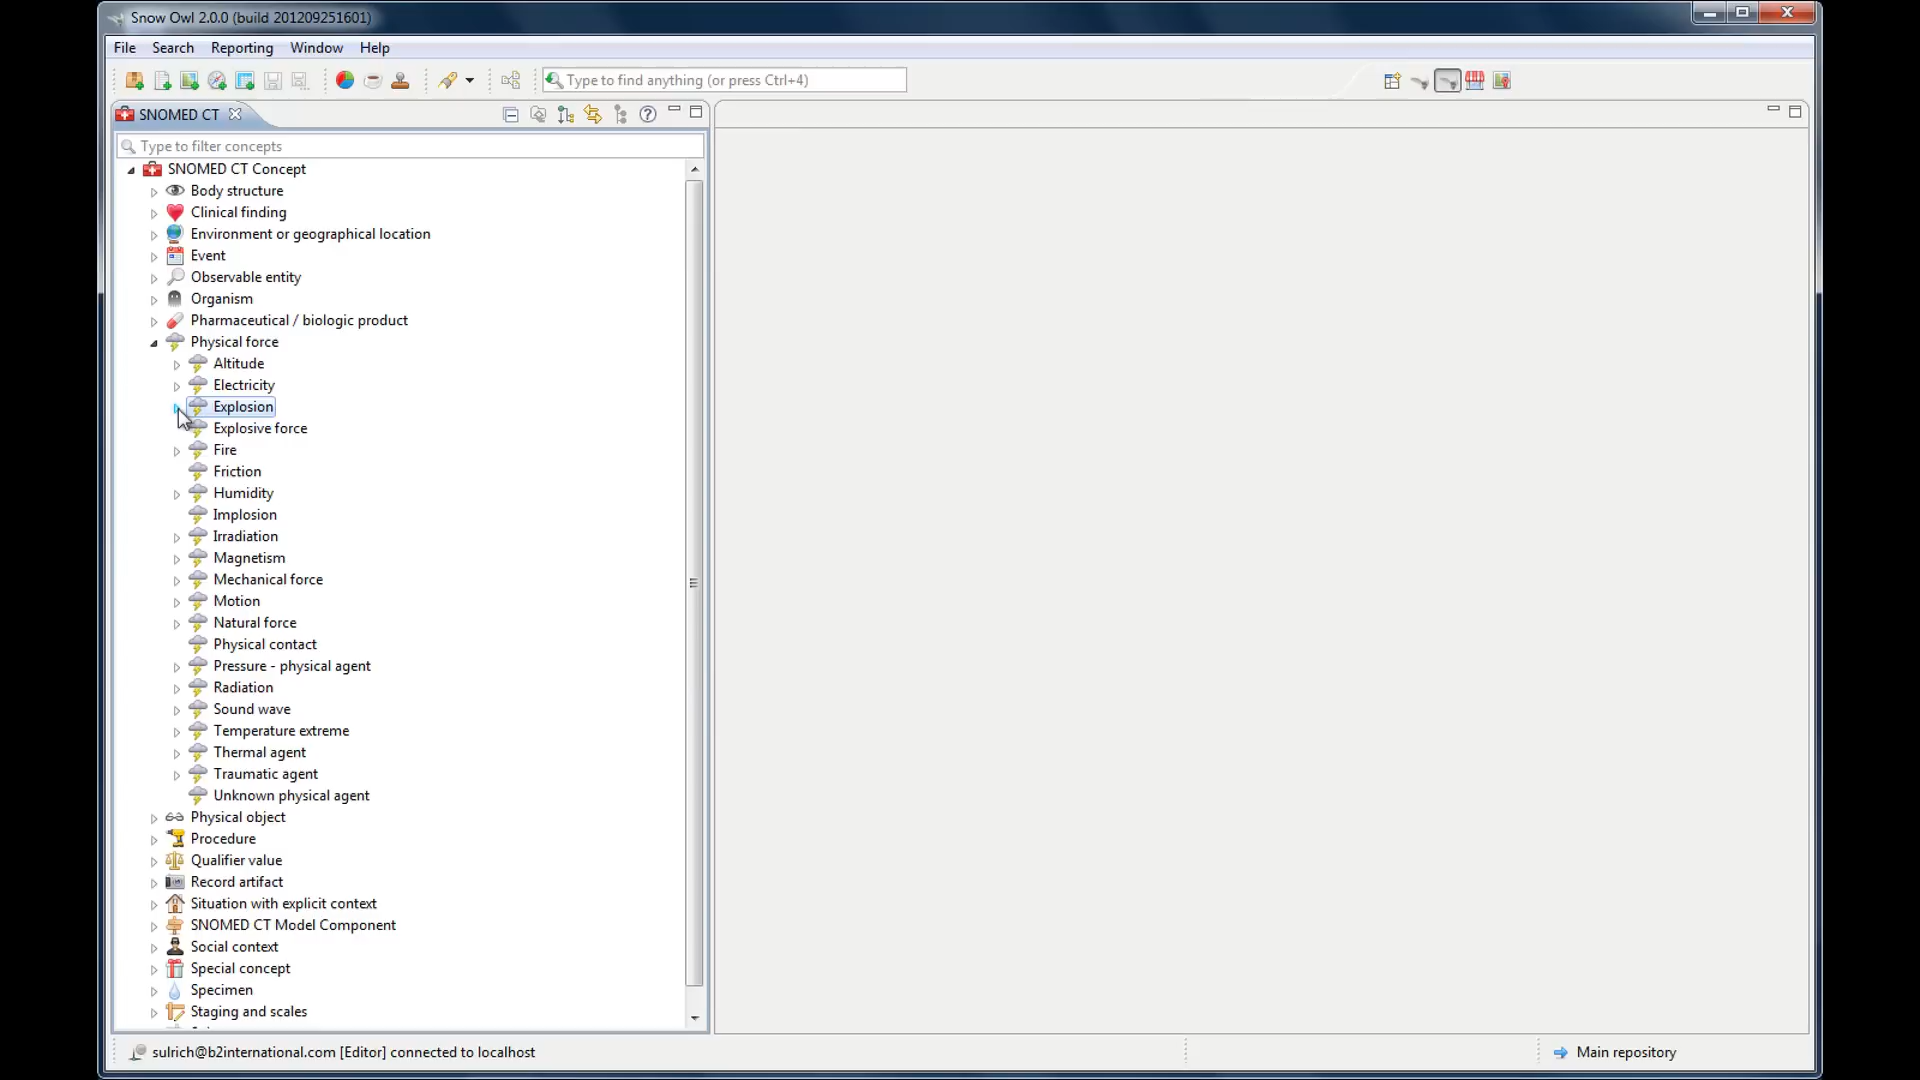 Snow Owl 2.0.0 (build 201209251601)
File Search Reporting Window Help
Type to find anything (or press Ctrl+4)
SNOMED CT
Type to filter concepts
SNOMED CT Concept
Body structure
Clinical finding
Environment or geographical location
Event
Observable entity
Organism
Pharmaceutical / biologic product
Physical force
Altitude
Electricity
Explosion
Explosive force
Fire
Friction
Humidity
Implosion
Irradiation
Magnetism
Mechanical force
Motion
Natural force
Physical contact
Pressure - physical agent
Radiation
Sound wave
Temperature extreme
Thermal agent
Traumatic agent
Unknown physical agent
Physical object
Procedure
Qualifier value
Record artifact
Situation with explicit context
SNOMED CT Model Component
Social context
Special concept
Specimen
Staging and scales
sulrich@b2international.com [Editor] connected to localhost
Main repository